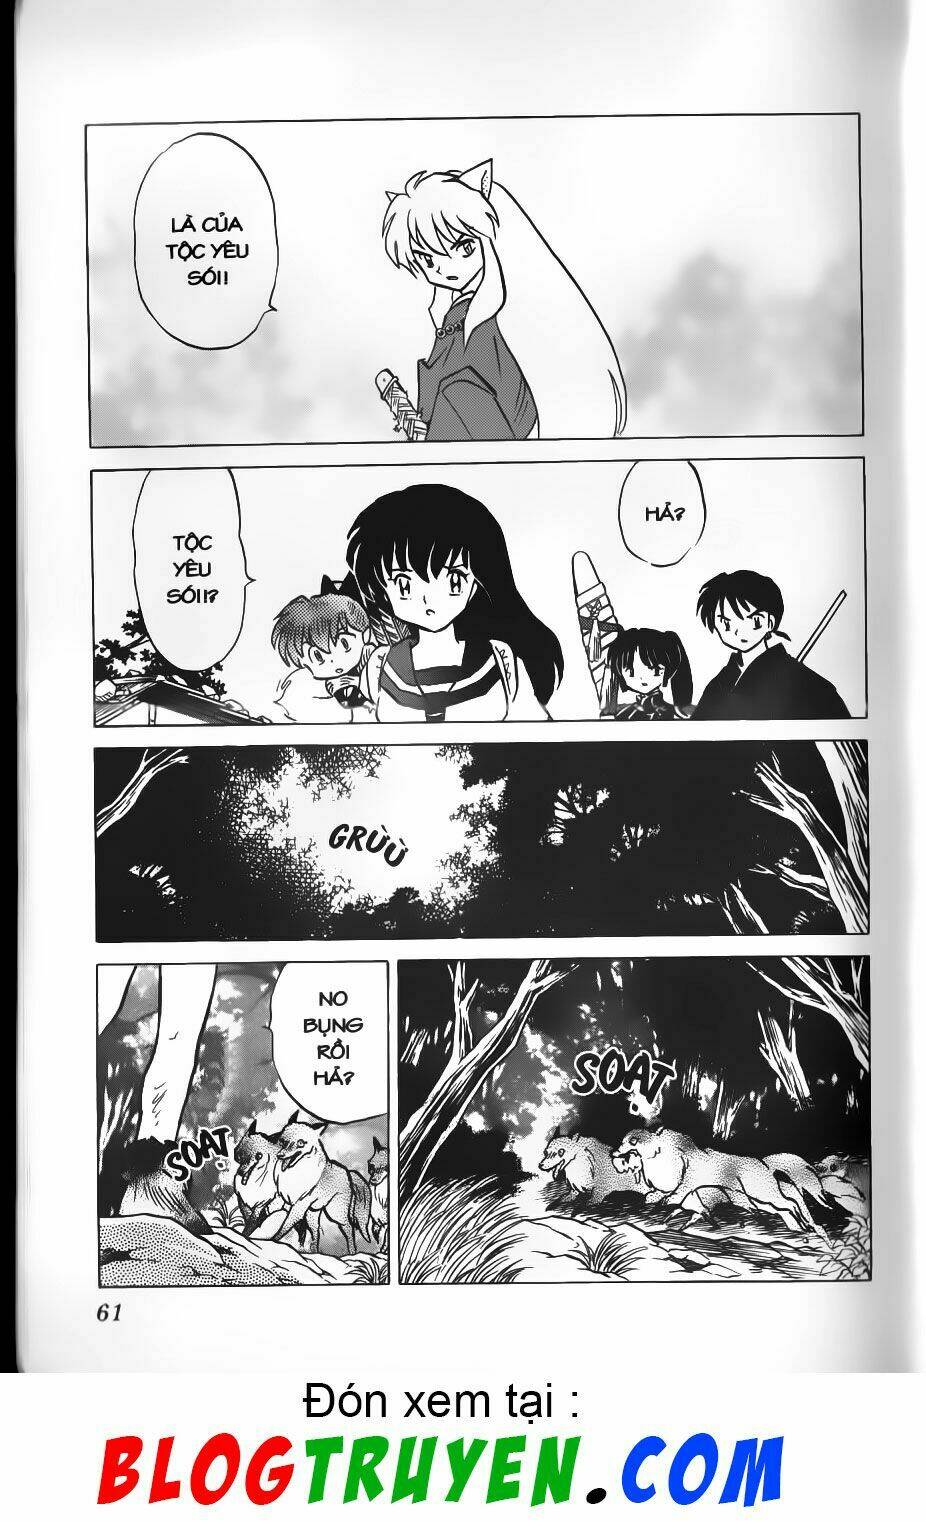 LÀ CỦA
TỘC YÊU
SÓI!
HẢ?
TỘC
YÊU
SÓI!?
GRÙÙ
SOẠT
NO
BỤNG
RỒI
HẢ?
SOẠT
61
Đón xem tại :
BLOGTRUYEN.COM